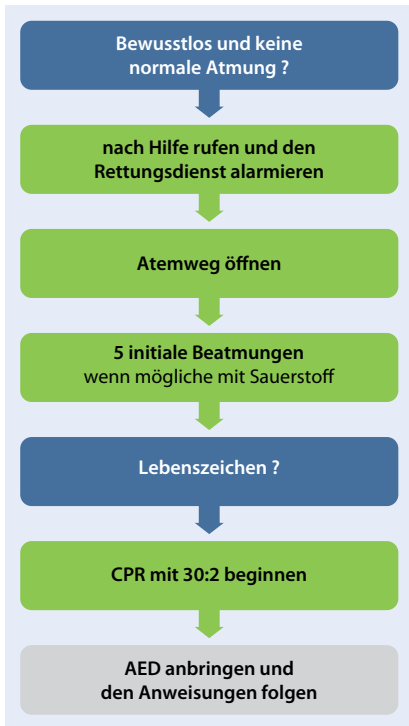 Bewusstlos und keine
normale Atmung ?
nach Hilfe rufen und den
Rettungsdienst alarmieren
Atemweg öffnen
5 initiale Beatmungen
wenn mögliche mit Sauerstoff
Lebenszeichen ?
CPR mit 30:2 beginnen
AED anbringen und
den Anweisungen folgen